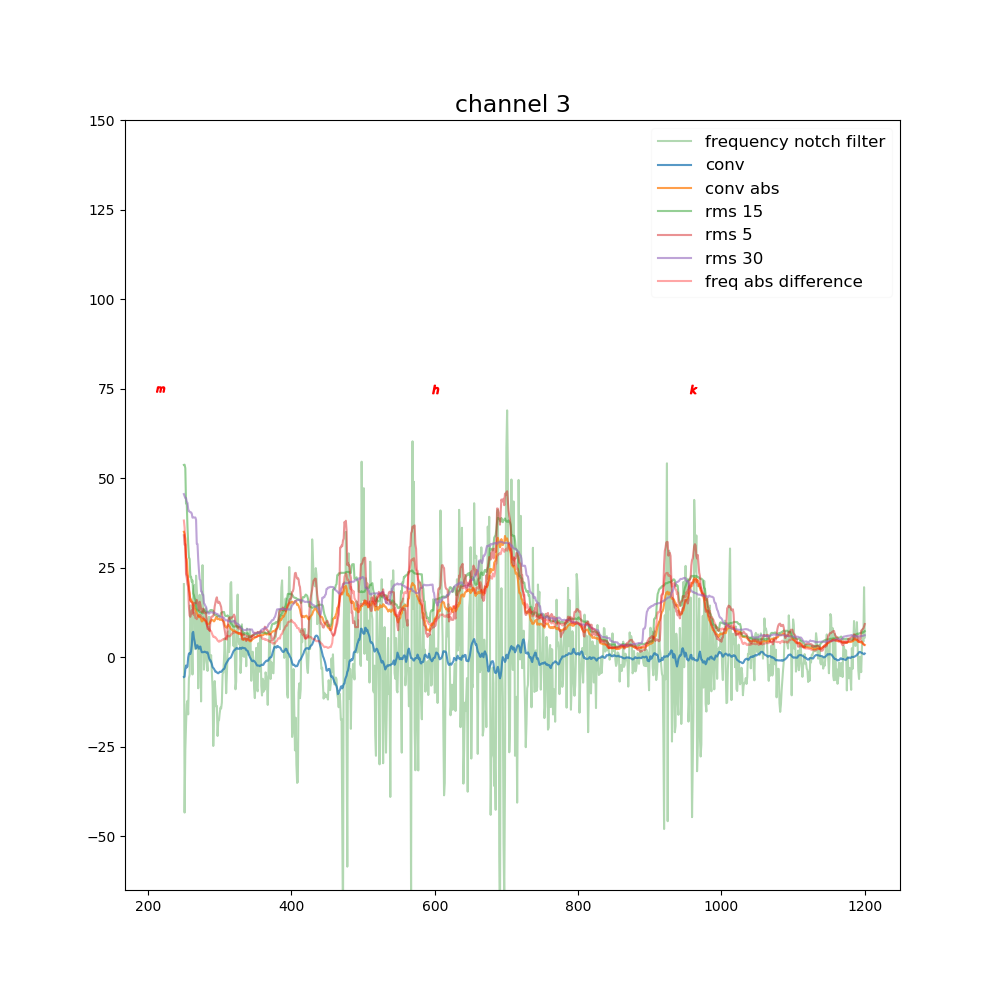 channel 3
150
125
100
75
50
25
0
−25
−50
200
400
600
800
1000
1200
frequency notch filter
conv
conv abs
rms 15
rms 5
rms 30
freq abs difference
m
h
k